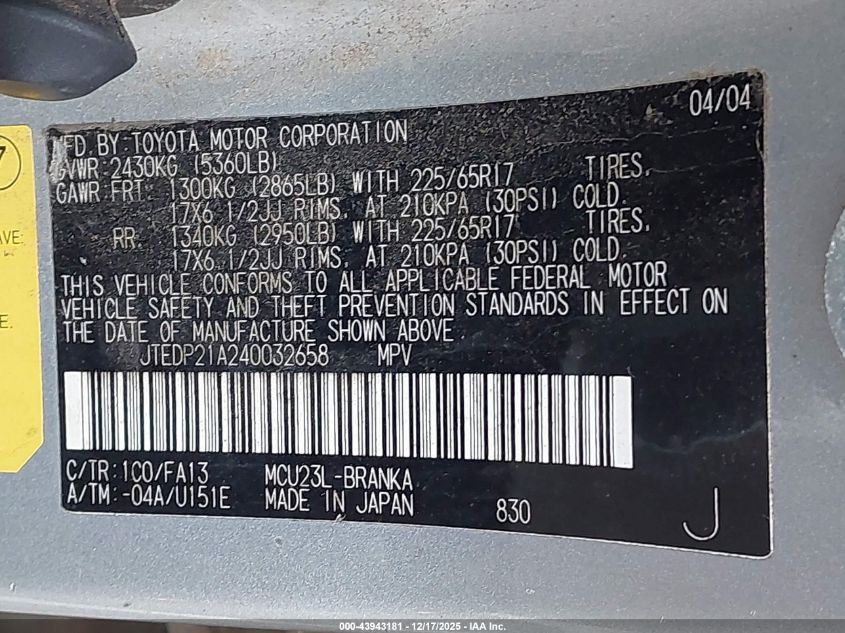 04/04
MFD. BY: TOYOTA MOTOR CORPORATION
GVWR 2430KG (5360LB)
GAWR FRT. 1300KG (2865LB) WITH 225/65R17 TIRES,
17X6 1/2JJ RIMS, AT 210KPA (30PSI) COLD.
RR. 1340KG (2950LB) WITH 225/65R17 TIRES,
17X6 1/2JJ RIMS, AT 210KPA (30PSI) COLD.
THIS VEHICLE CONFORMS TO ALL APPLICABLE FEDERAL MOTOR
VEHICLE SAFETY AND THEFT PREVENTION STANDARDS IN EFFECT ON
THE DATE OF MANUFACTURE SHOWN ABOVE.
JTEDP21A240032658 MPV
C/TR: 1C0/FA13 MCU23L-BRANKA
A/TM: -04A/U151E MADE IN JAPAN 830 J
7
AVE:
E.
000-43943181 - 12/17/2025 - IAA Inc.